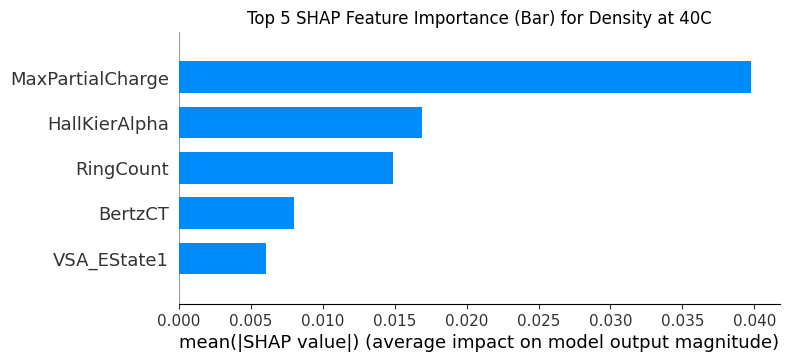 Top 5 SHAP Feature Importance (Bar) for Density at 40C
MaxPartialCharge
HallKierAlpha
RingCount
BertzCT
VSA_EState1
0.000 0.005 0.010 0.015 0.020 0.025 0.030 0.035 0.040
mean(|SHAP value|) (average impact on model output magnitude)